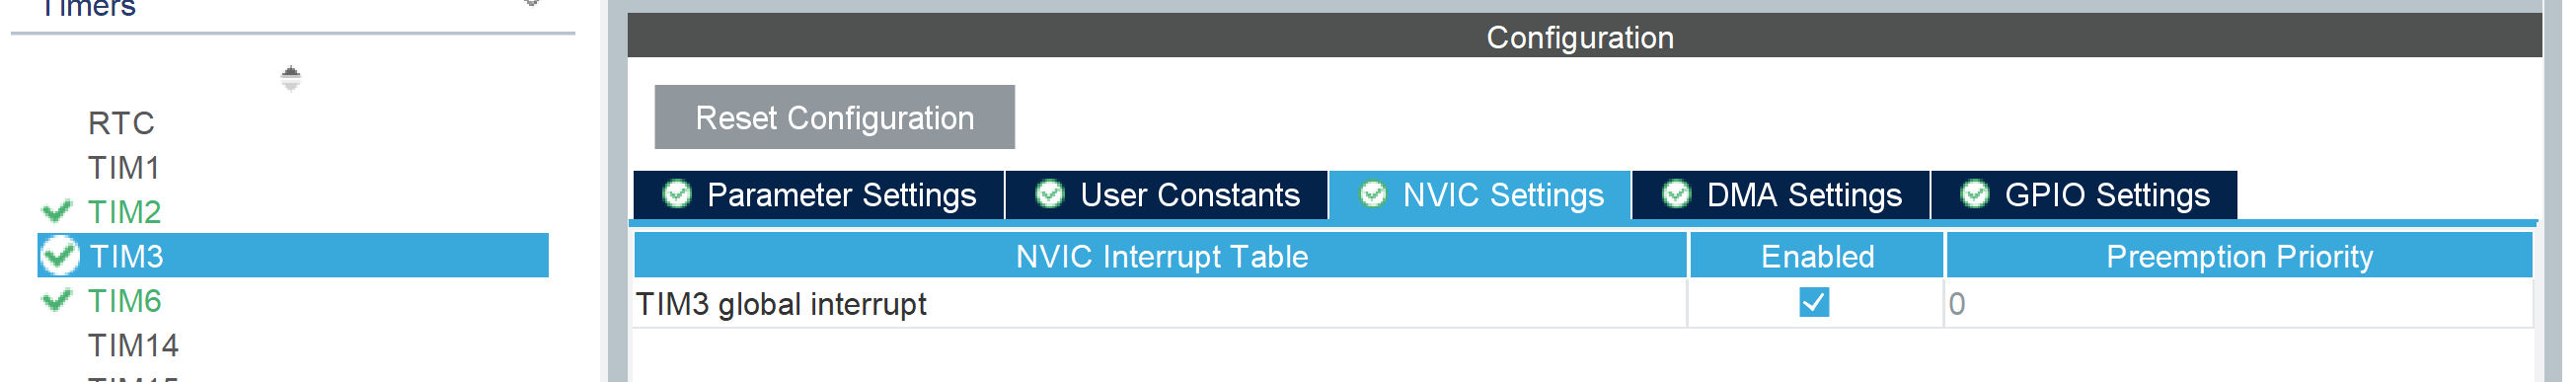 Timers
RTC
TIM1
TIM2
TIM3
TIM6
TIM14
TIM15
Configuration
Reset Configuration
Parameter Settings
User Constants
NVIC Settings
DMA Settings
GPIO Settings
NVIC Interrupt Table
Enabled
Preemption Priority
TIM3 global interrupt
0